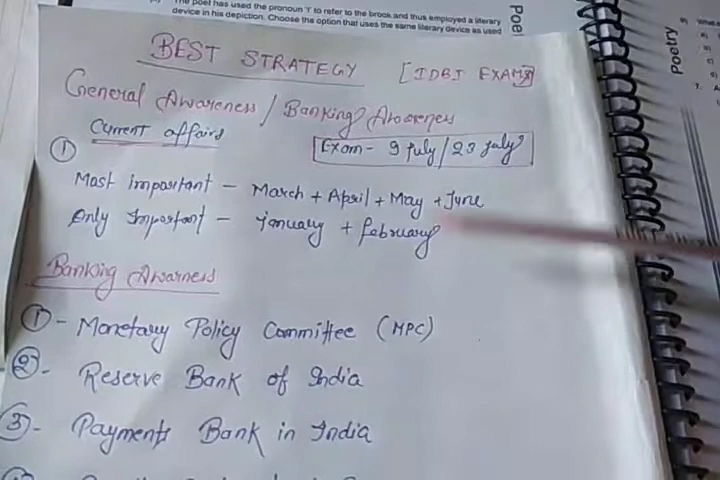 The poet has used the pronoun 'I' to refer to the brook and thus employed a literary
device in his depiction. Choose the option that uses the same literary device as used
Poe
Poetry
BEST STRATEGY [IDBI EXAM]
General Awareness / Banking Awareness
① Current affairs
Exam - 9 July / 23 July
Most important - March + April + May + June
Only Important - January + February
Banking Awarness
① - Monetary Policy Committee (MPC)
② - Reserve Bank of India
③ - Payments Bank in India